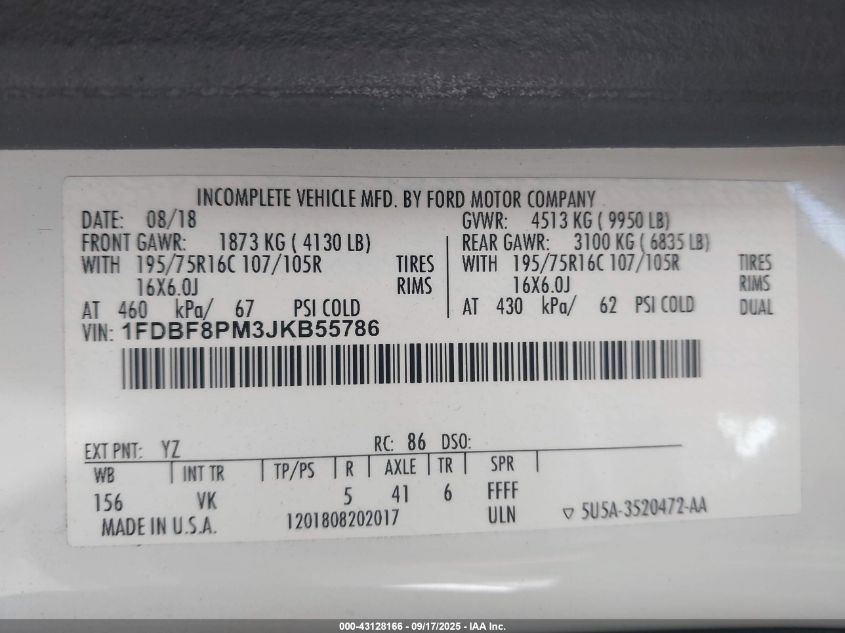 INCOMPLETE VEHICLE MFD. BY FORD MOTOR COMPANY
DATE: 08/18 GVWR: 4513 KG ( 9950 LB)
FRONT GAWR: 1873 KG ( 4130 LB) REAR GAWR: 3100 KG ( 6835 LB)
WITH 195/75R16C 107/105R TIRES WITH 195/75R16C 107/105R TIRES
16X6.0J RIMS 16X6.0J RIMS
AT 460 kPa/ 67 PSI COLD AT 430 kPa/ 62 PSI COLD DUAL
VIN: 1FDBF8PM3JKB55786
EXT PNT: YZ RC: 86 DSO:
WB INT TR TP/PS R AXLE TR SPR
156 VK 5 41 6 FFFF
MADE IN U.S.A. 1201808202017 ULN ▽ 5U5A-3520472-AA
000-43128166 - 09/17/2025 - IAA Inc.